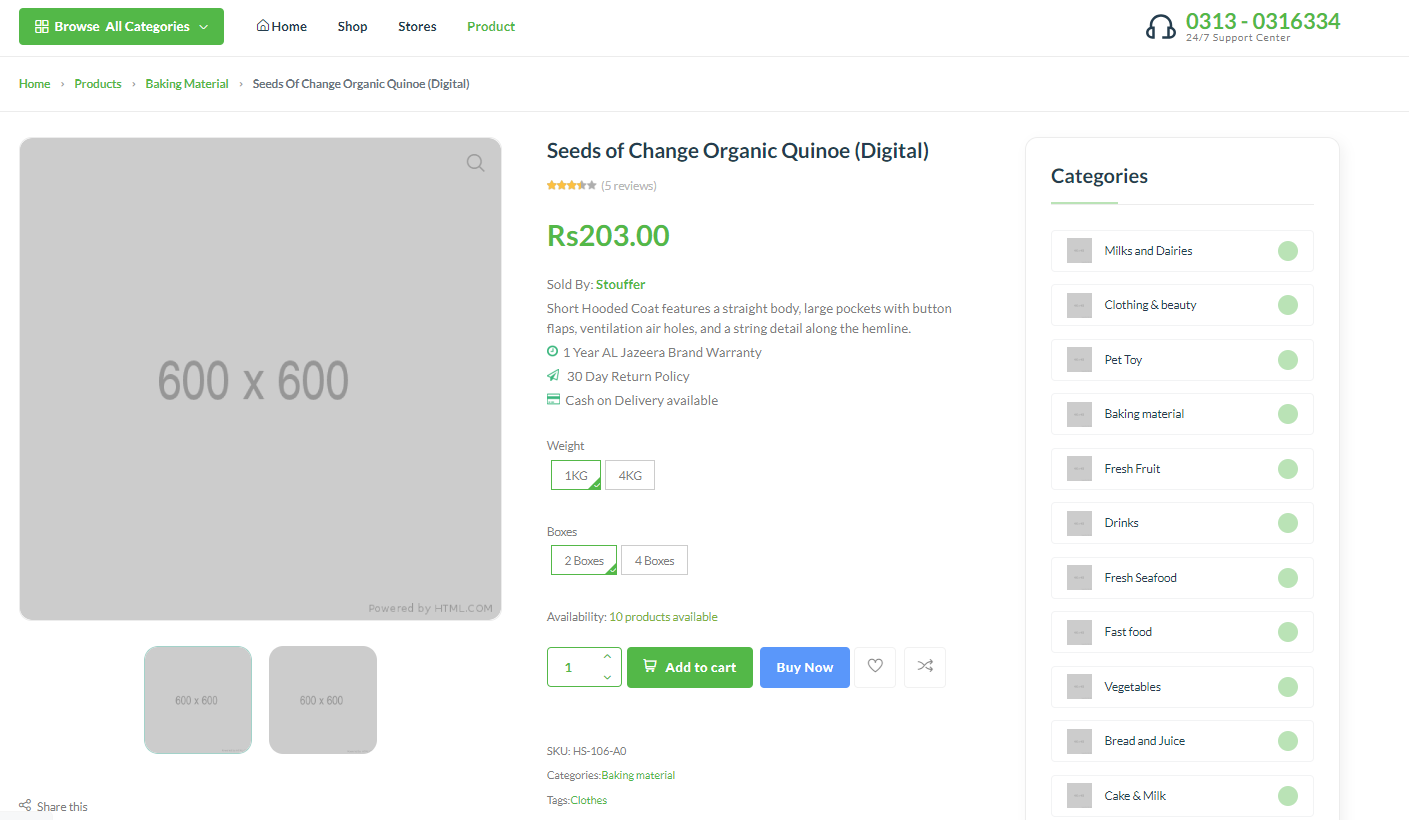 Browse All Categories
Home
Shop
Stores
Product
0313 - 0316334
24/7 Support Center
Home › Products › Baking Material › Seeds Of Change Organic Quinoe (Digital)
600 x 600
Powered by HTML.COM
600 x 600
600 x 600
Share this
Seeds of Change Organic Quinoe (Digital)
(5 reviews)
Rs203.00
Sold By: Stouffer
Short Hooded Coat features a straight body, large pockets with button
flaps, ventilation air holes, and a string detail along the hemline.
1 Year AL Jazeera Brand Warranty
30 Day Return Policy
Cash on Delivery available
Weight
1KG 4KG
Boxes
2 Boxes 4 Boxes
Availability: 10 products available
1
Add to cart
Buy Now
SKU: HS-106-A0
Categories:Baking material
Tags:Clothes
Categories
Milks and Dairies
Clothing & beauty
Pet Toy
Baking material
Fresh Fruit
Drinks
Fresh Seafood
Fast food
Vegetables
Bread and Juice
Cake & Milk